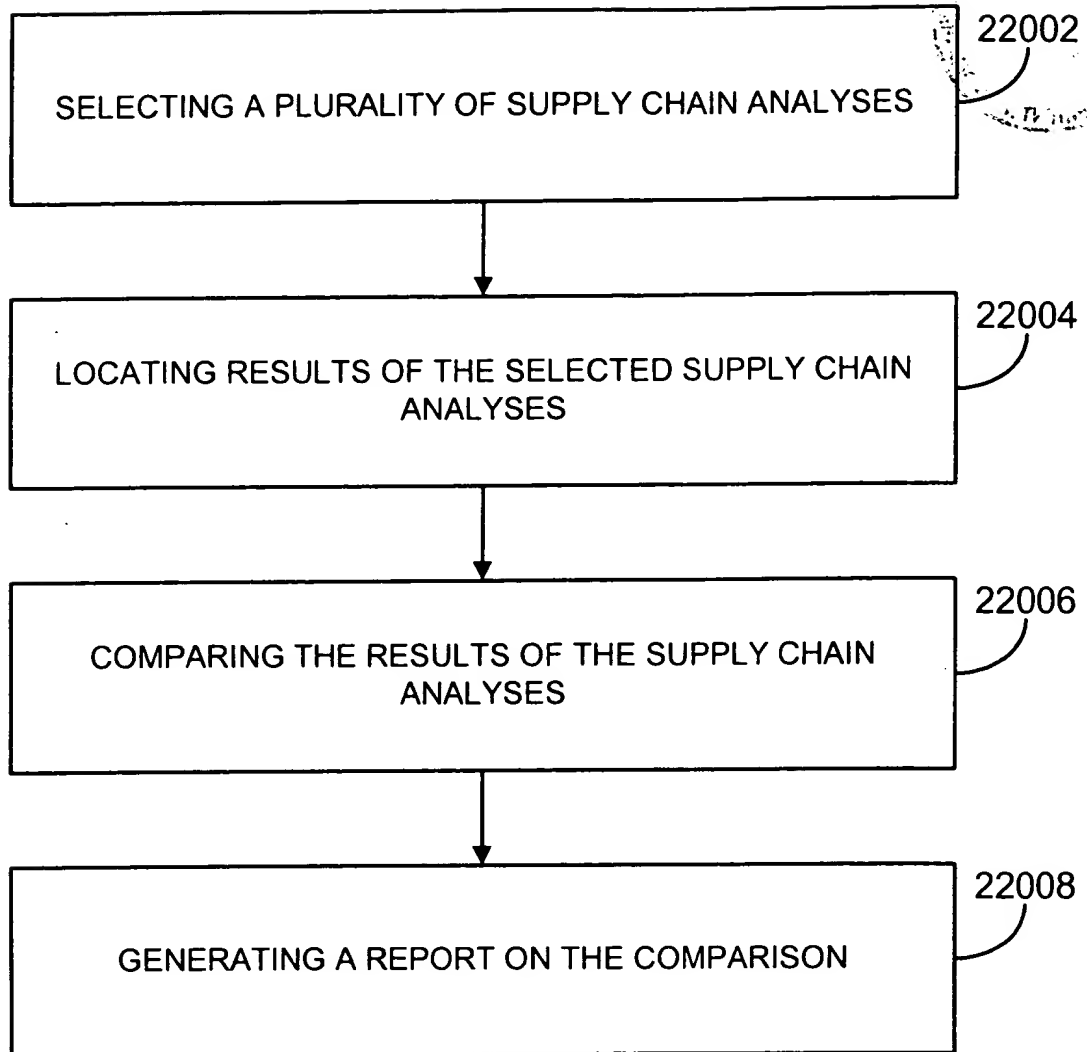 22002
SELECTING A PLURALITY OF SUPPLY CHAIN ANALYSES
22004
LOCATING RESULTS OF THE SELECTED SUPPLY CHAIN
ANALYSES
22006
COMPARING THE RESULTS OF THE SUPPLY CHAIN
ANALYSES
22008
GENERATING A REPORT ON THE COMPARISON